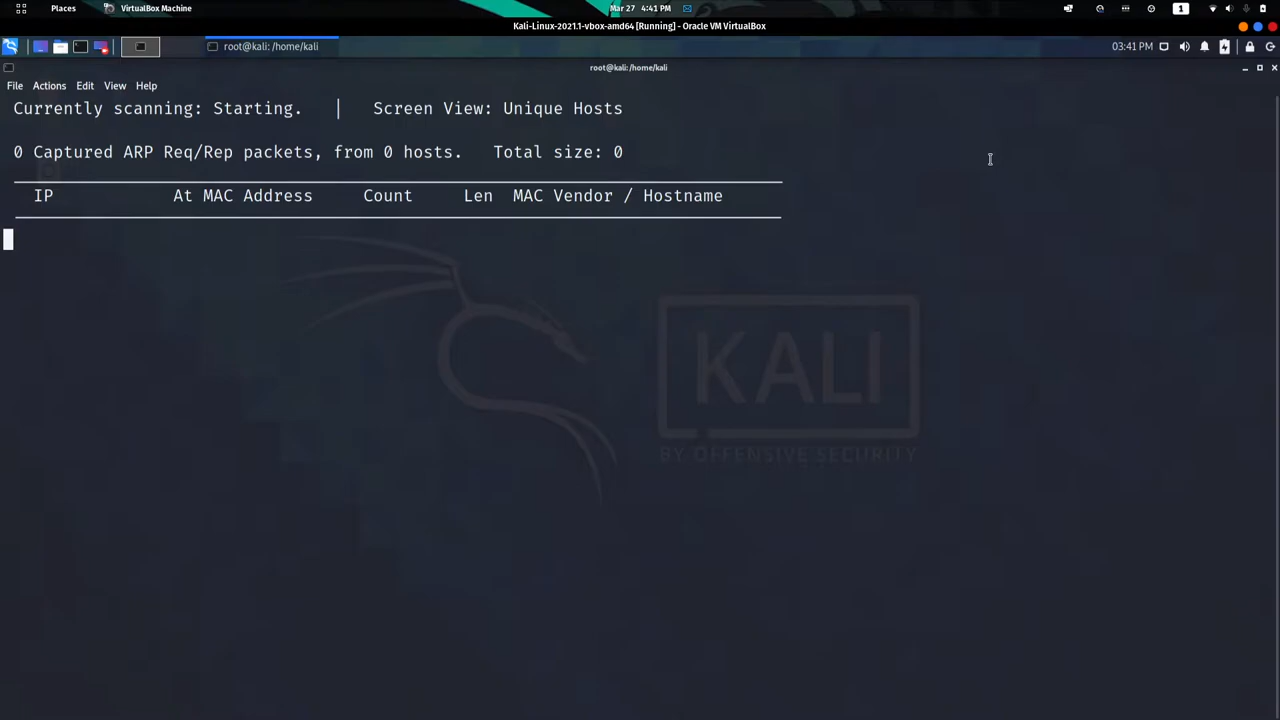 Places VirtualBox Machine Mar 27 4:41 PM 1
Kali-Linux-2021.1-vbox-amd64 [Running] - Oracle VM VirtualBox
root@kali: /home/kali 03:41 PM
root@kali: /home/kali
File Actions Edit View Help
Currently scanning: Starting. | Screen View: Unique Hosts
0 Captured ARP Req/Rep packets, from 0 hosts. Total size: 0
IP At MAC Address Count Len MAC Vendor / Hostname
KALI
BY OFFENSIVE SECURITY